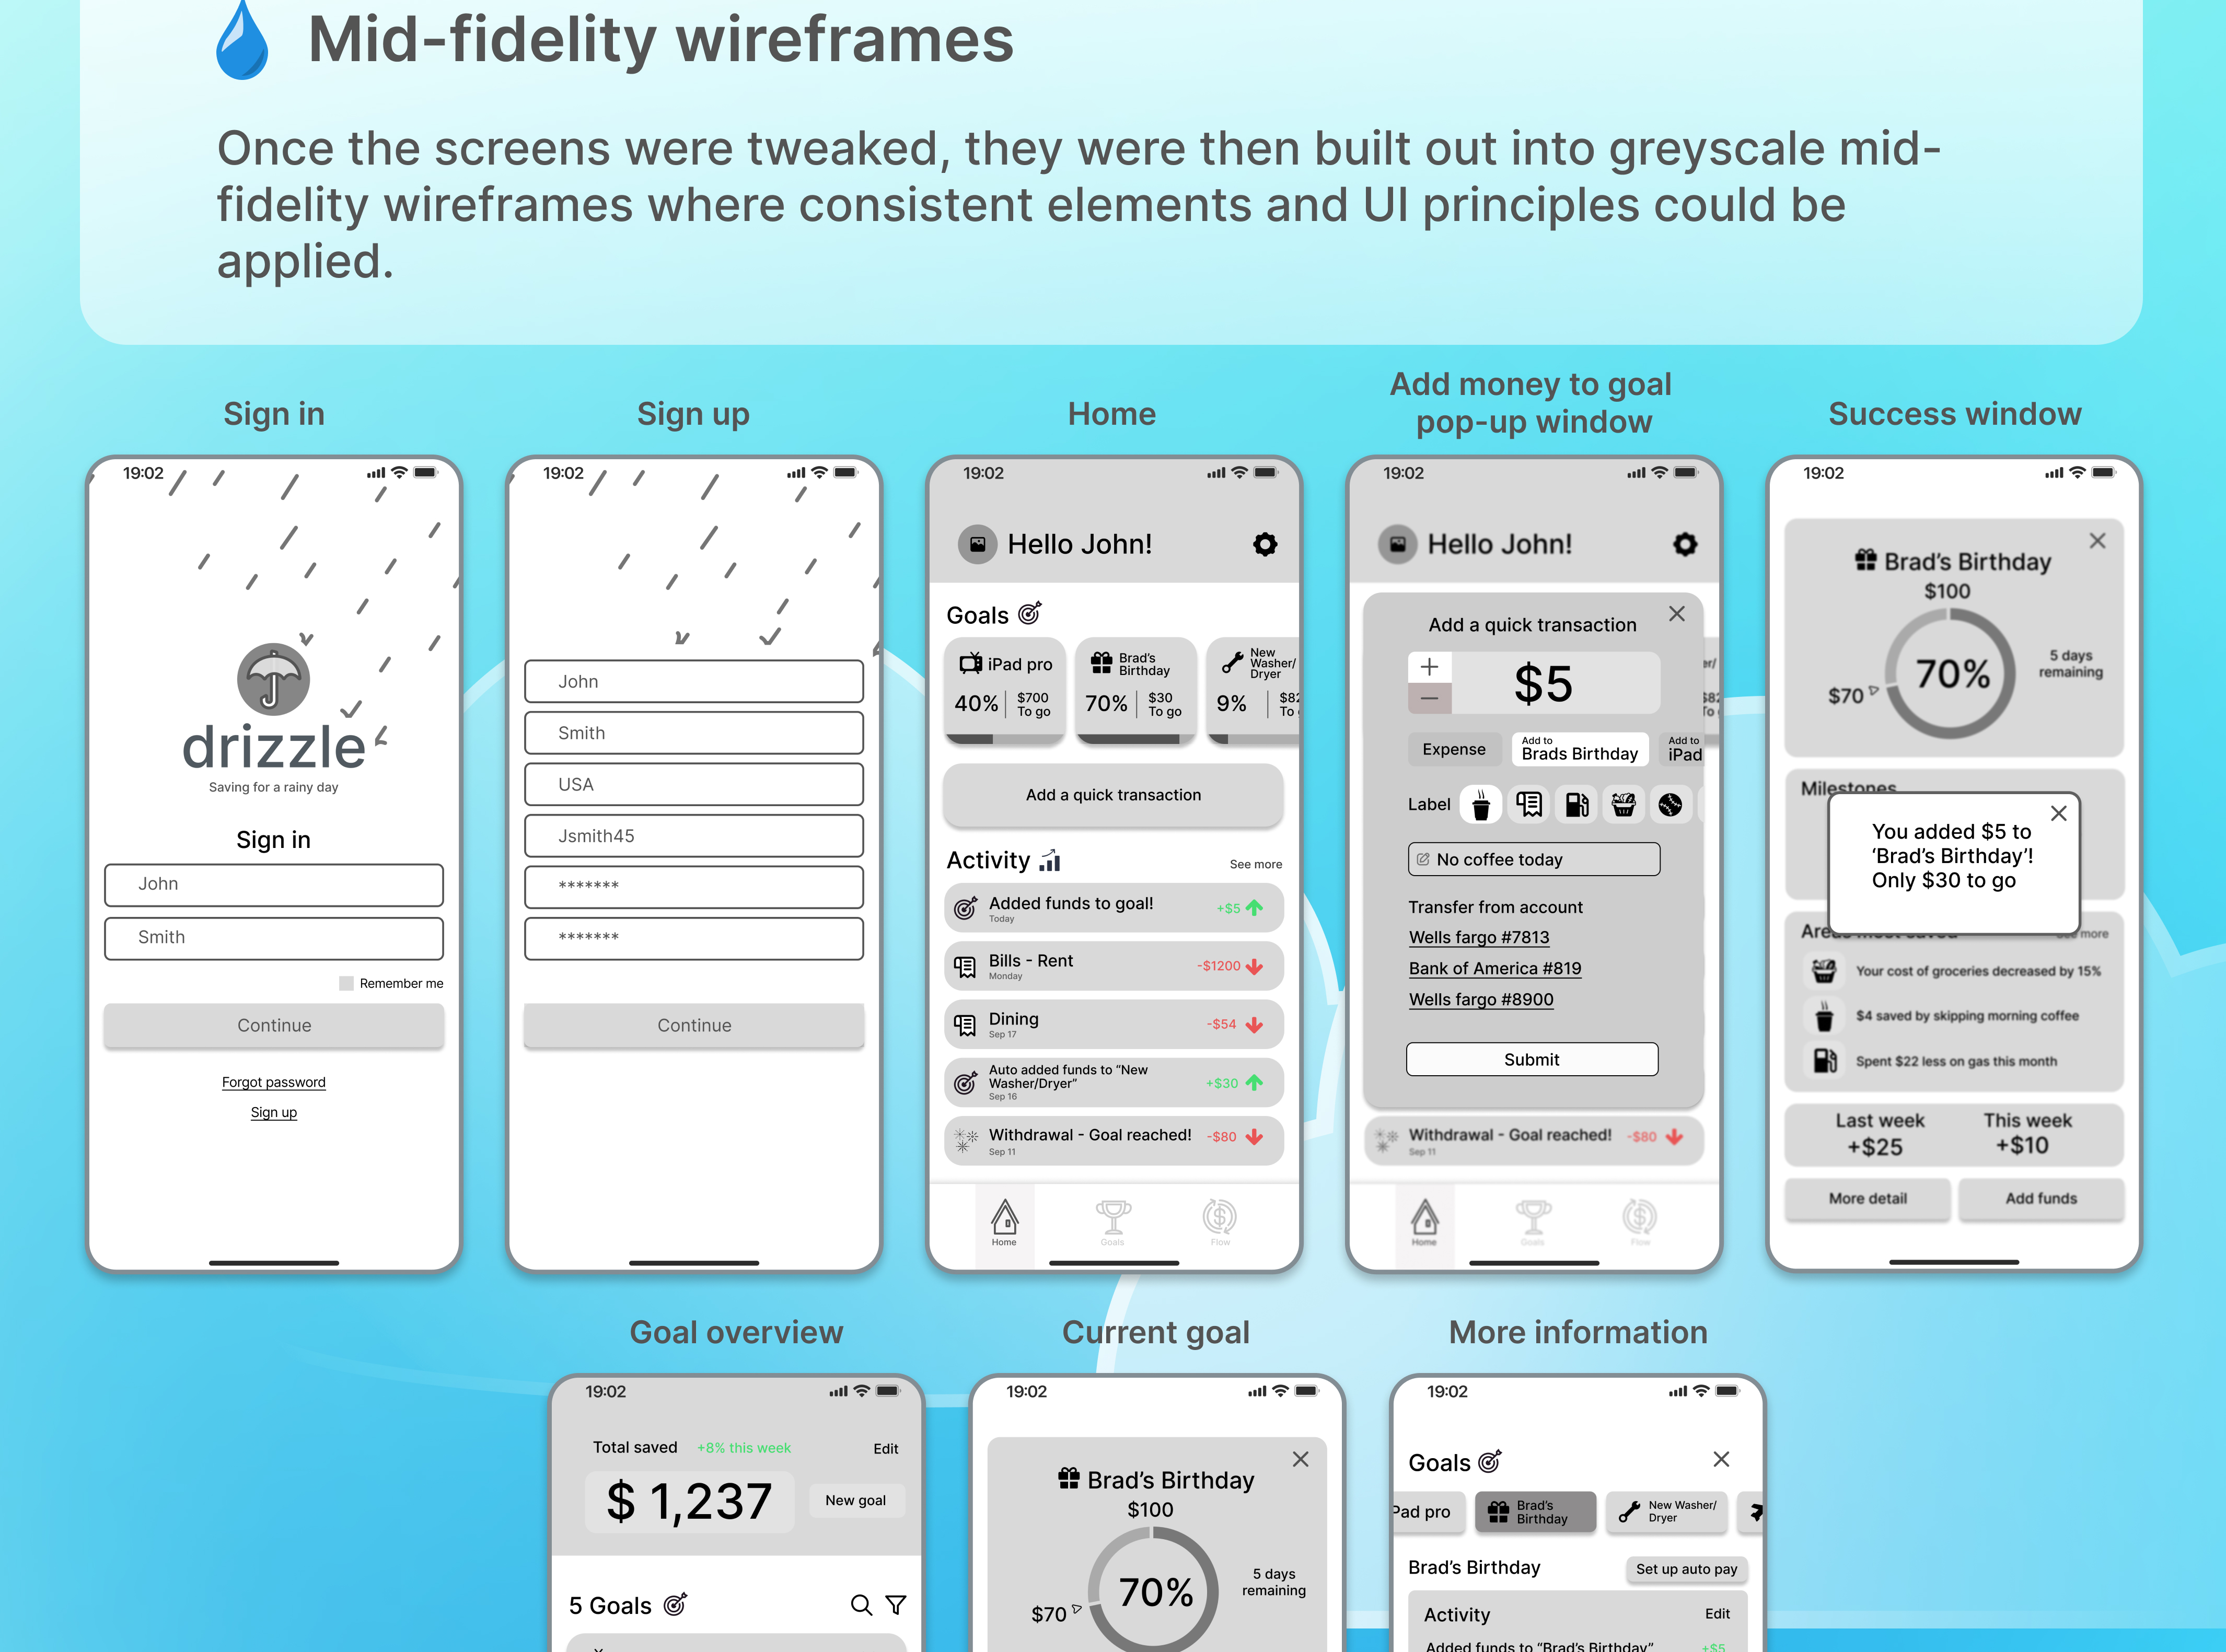 Mid-fidelity wireframes
Once the screens were tweaked, they were then built out into greyscale mid-
fidelity wireframes where consistent elements and UI principles could be
applied.
Sign in
Sign up
Home
Add money to goal
pop-up window
Success window
19:02
drizzle
Saving for a rainy day
Sign in
John
Smith
Remember me
Continue
Forgot password
Sign up
19:02
John
Smith
USA
Jsmith45
*******
*******
Continue
19:02
Hello John!
Goals
iPad pro
40%
$700
To go
Brad's
Birthday
70%
$30
To go
New
Washer/
Dryer
9%
$82
To
Add a quick transaction
Activity
See more
Added funds to goal!
Today
+$5
Bills - Rent
Monday
-$1200
Dining
Sep 17
-$54
Auto added funds to “New
Washer/Dryer”
Sep 16
+$30
Withdrawal - Goal reached!
Sep 11
-$80
Home
Goals
Flow
19:02
Hello John!
Add a quick transaction
+
−
$5
Expense
Add to
Brads Birthday
Add to
iPad
Label
No coffee today
Transfer from account
Wells fargo #7813
Bank of America #819
Wells fargo #8900
Submit
Withdrawal - Goal reached!
Sep 11
-$80
Home
Goals
Flow
19:02
Brad’s Birthday
$100
70%
$70
5 days
remaining
Milestones
You added $5 to
‘Brad’s Birthday’!
Only $30 to go
more
Your cost of groceries decreased by 15%
$4 saved by skipping morning coffee
Spent $22 less on gas this month
Last week
+$25
This week
+$10
More detail
Add funds
Goal overview
Current goal
More information
19:02
Total saved
+8% this week
Edit
$ 1,237
New goal
5 Goals
19:02
Brad’s Birthday
$100
70%
$70
5 days
remaining
19:02
Goals
Pad pro
Brad’s
Birthday
New Washer/
Dryer
Brad’s Birthday
Set up auto pay
Activity
Edit
Added funds to “Brad’s Birthday”
+$5